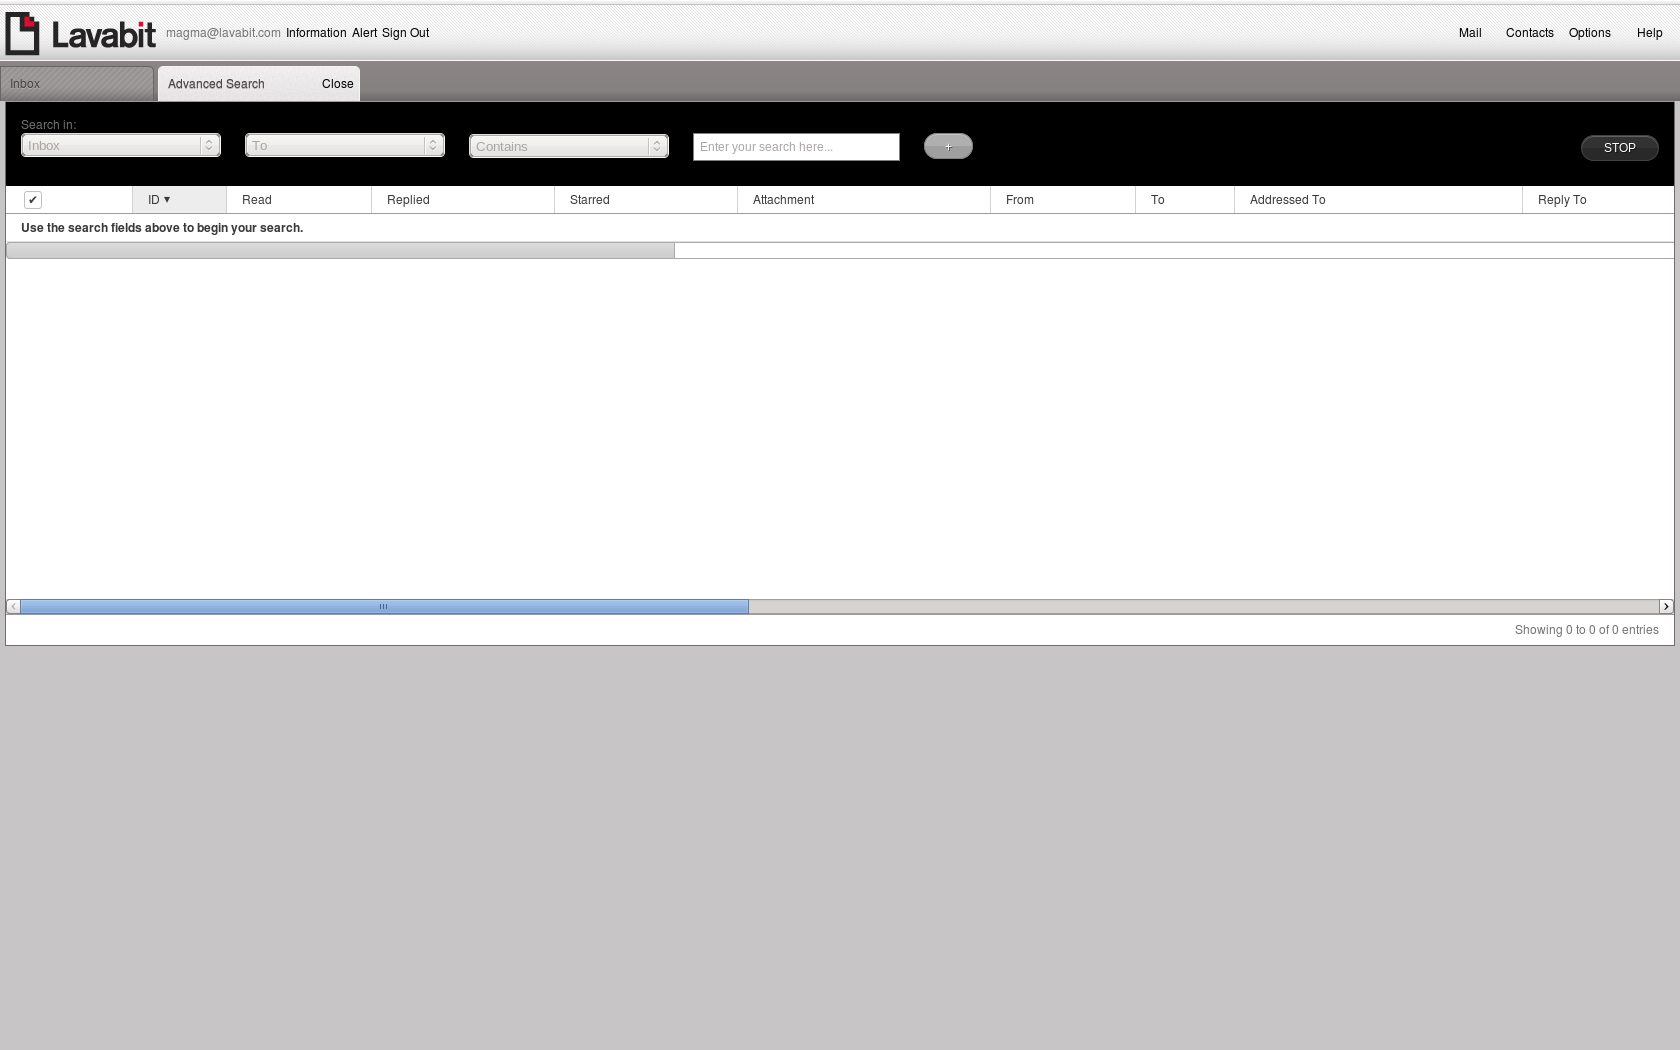 Lavabit magma@lavabit.com Information Alert Sign Out Mail Contacts Options Help
Inbox Advanced Search Close
Search in:
Inbox To Contains Enter your search here... + STOP
✔ ID ▼ Read Replied Starred Attachment From To Addressed To Reply To
Use the search fields above to begin your search.
Showing 0 to 0 of 0 entries